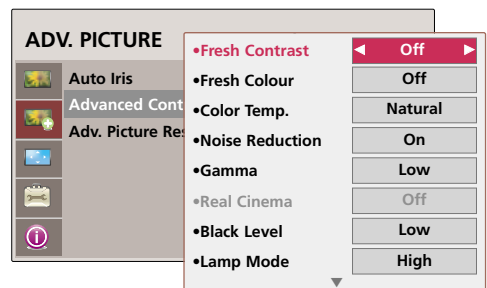 ADV. PICTURE
Auto Iris
Advanced Cont
Adv. Picture Res
•Fresh Contrast Off
•Fresh Colour Off
•Color Temp. Natural
•Noise Reduction On
•Gamma Low
•Real Cinema Off
•Black Level Low
•Lamp Mode High